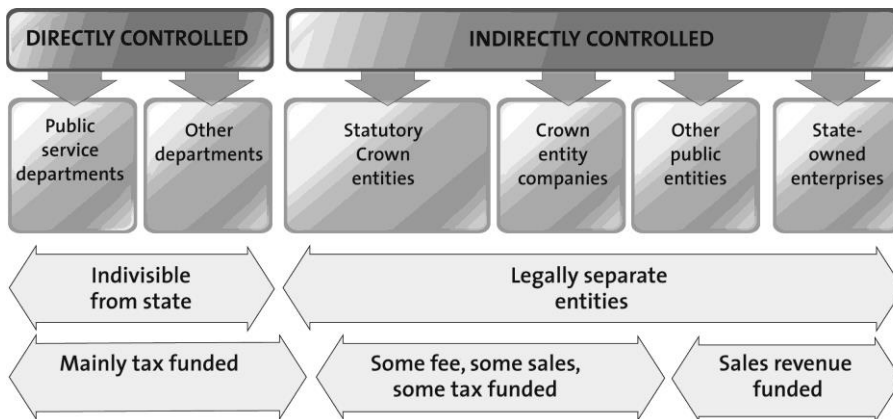 DIRECTLY CONTROLLED
INDIRECTLY CONTROLLED
Public
service
departments
Other
departments
Statutory
Crown
entities
Crown
entity
companies
Other
public
entities
State-
owned
enterprises
Indivisible
from state
Legally separate
entities
Mainly tax funded
Some fee, some sales,
some tax funded
Sales revenue
funded